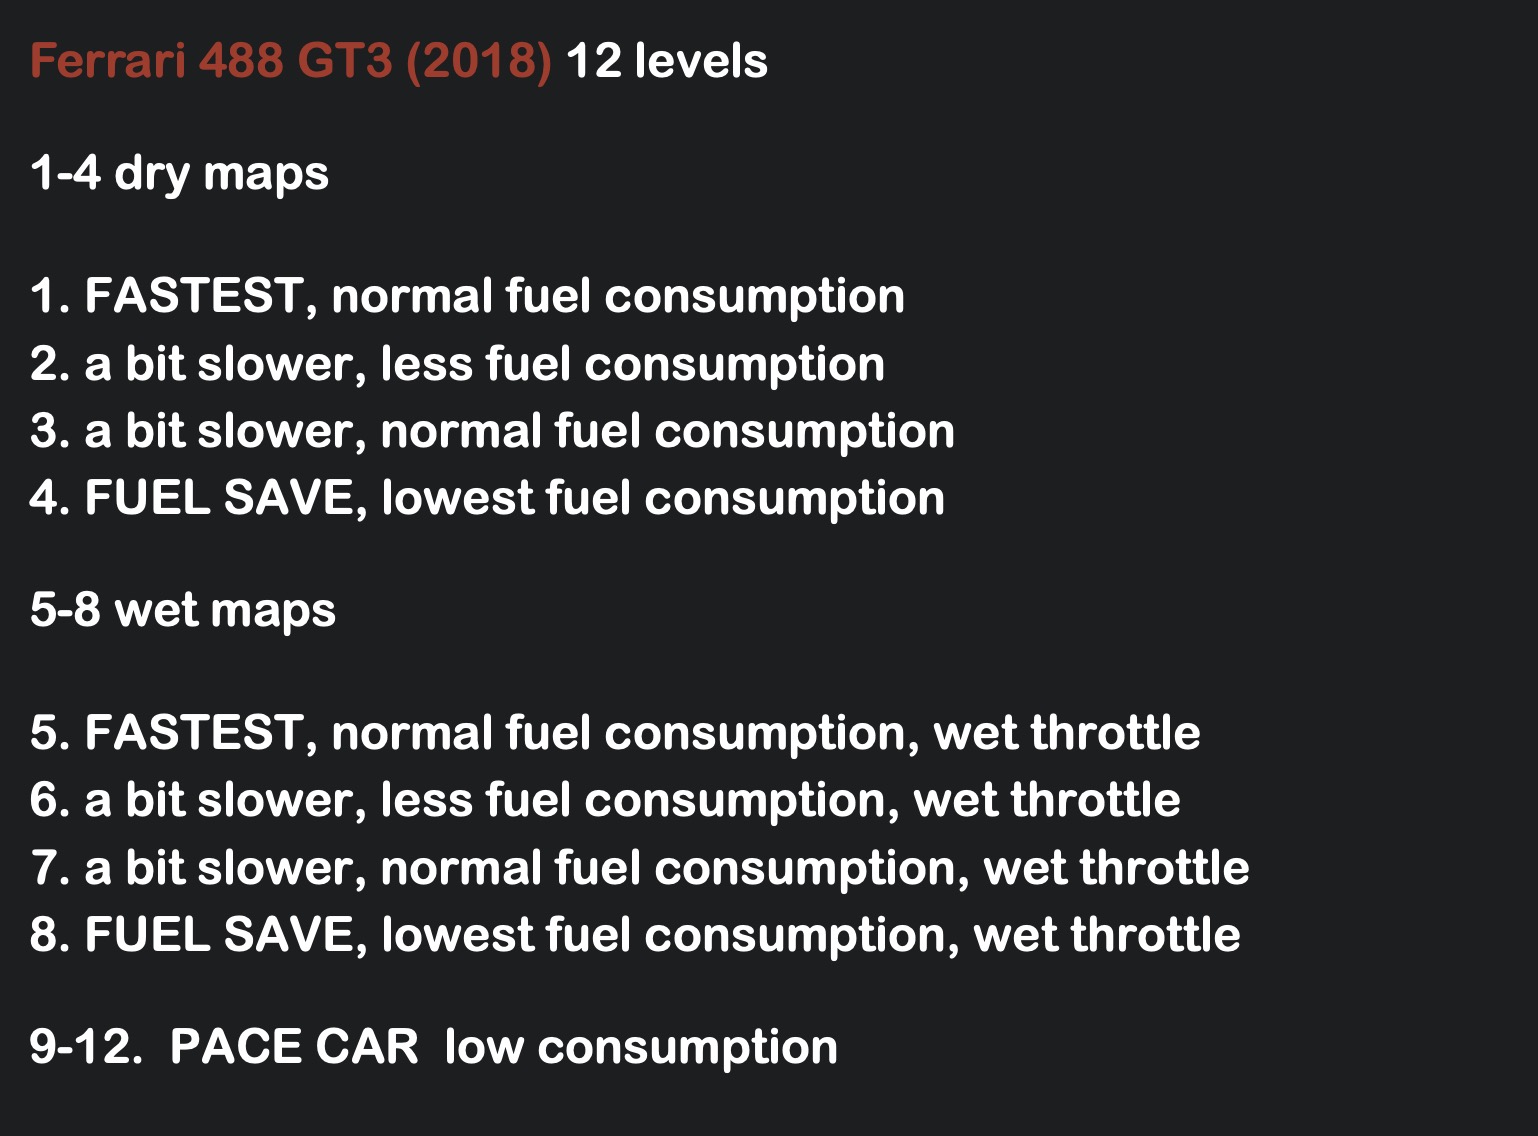 Ferrari 488 GT3 (2018) 12 levels
1-4 dry maps
1. FASTEST, normal fuel consumption
2. a bit slower, less fuel consumption
3. a bit slower, normal fuel consumption
4. FUEL SAVE, lowest fuel consumption
5-8 wet maps
5. FASTEST, normal fuel consumption, wet throttle
6. a bit slower, less fuel consumption, wet throttle
7. a bit slower, normal fuel consumption, wet throttle
8. FUEL SAVE, lowest fuel consumption, wet throttle
9-12.  PACE CAR  low consumption